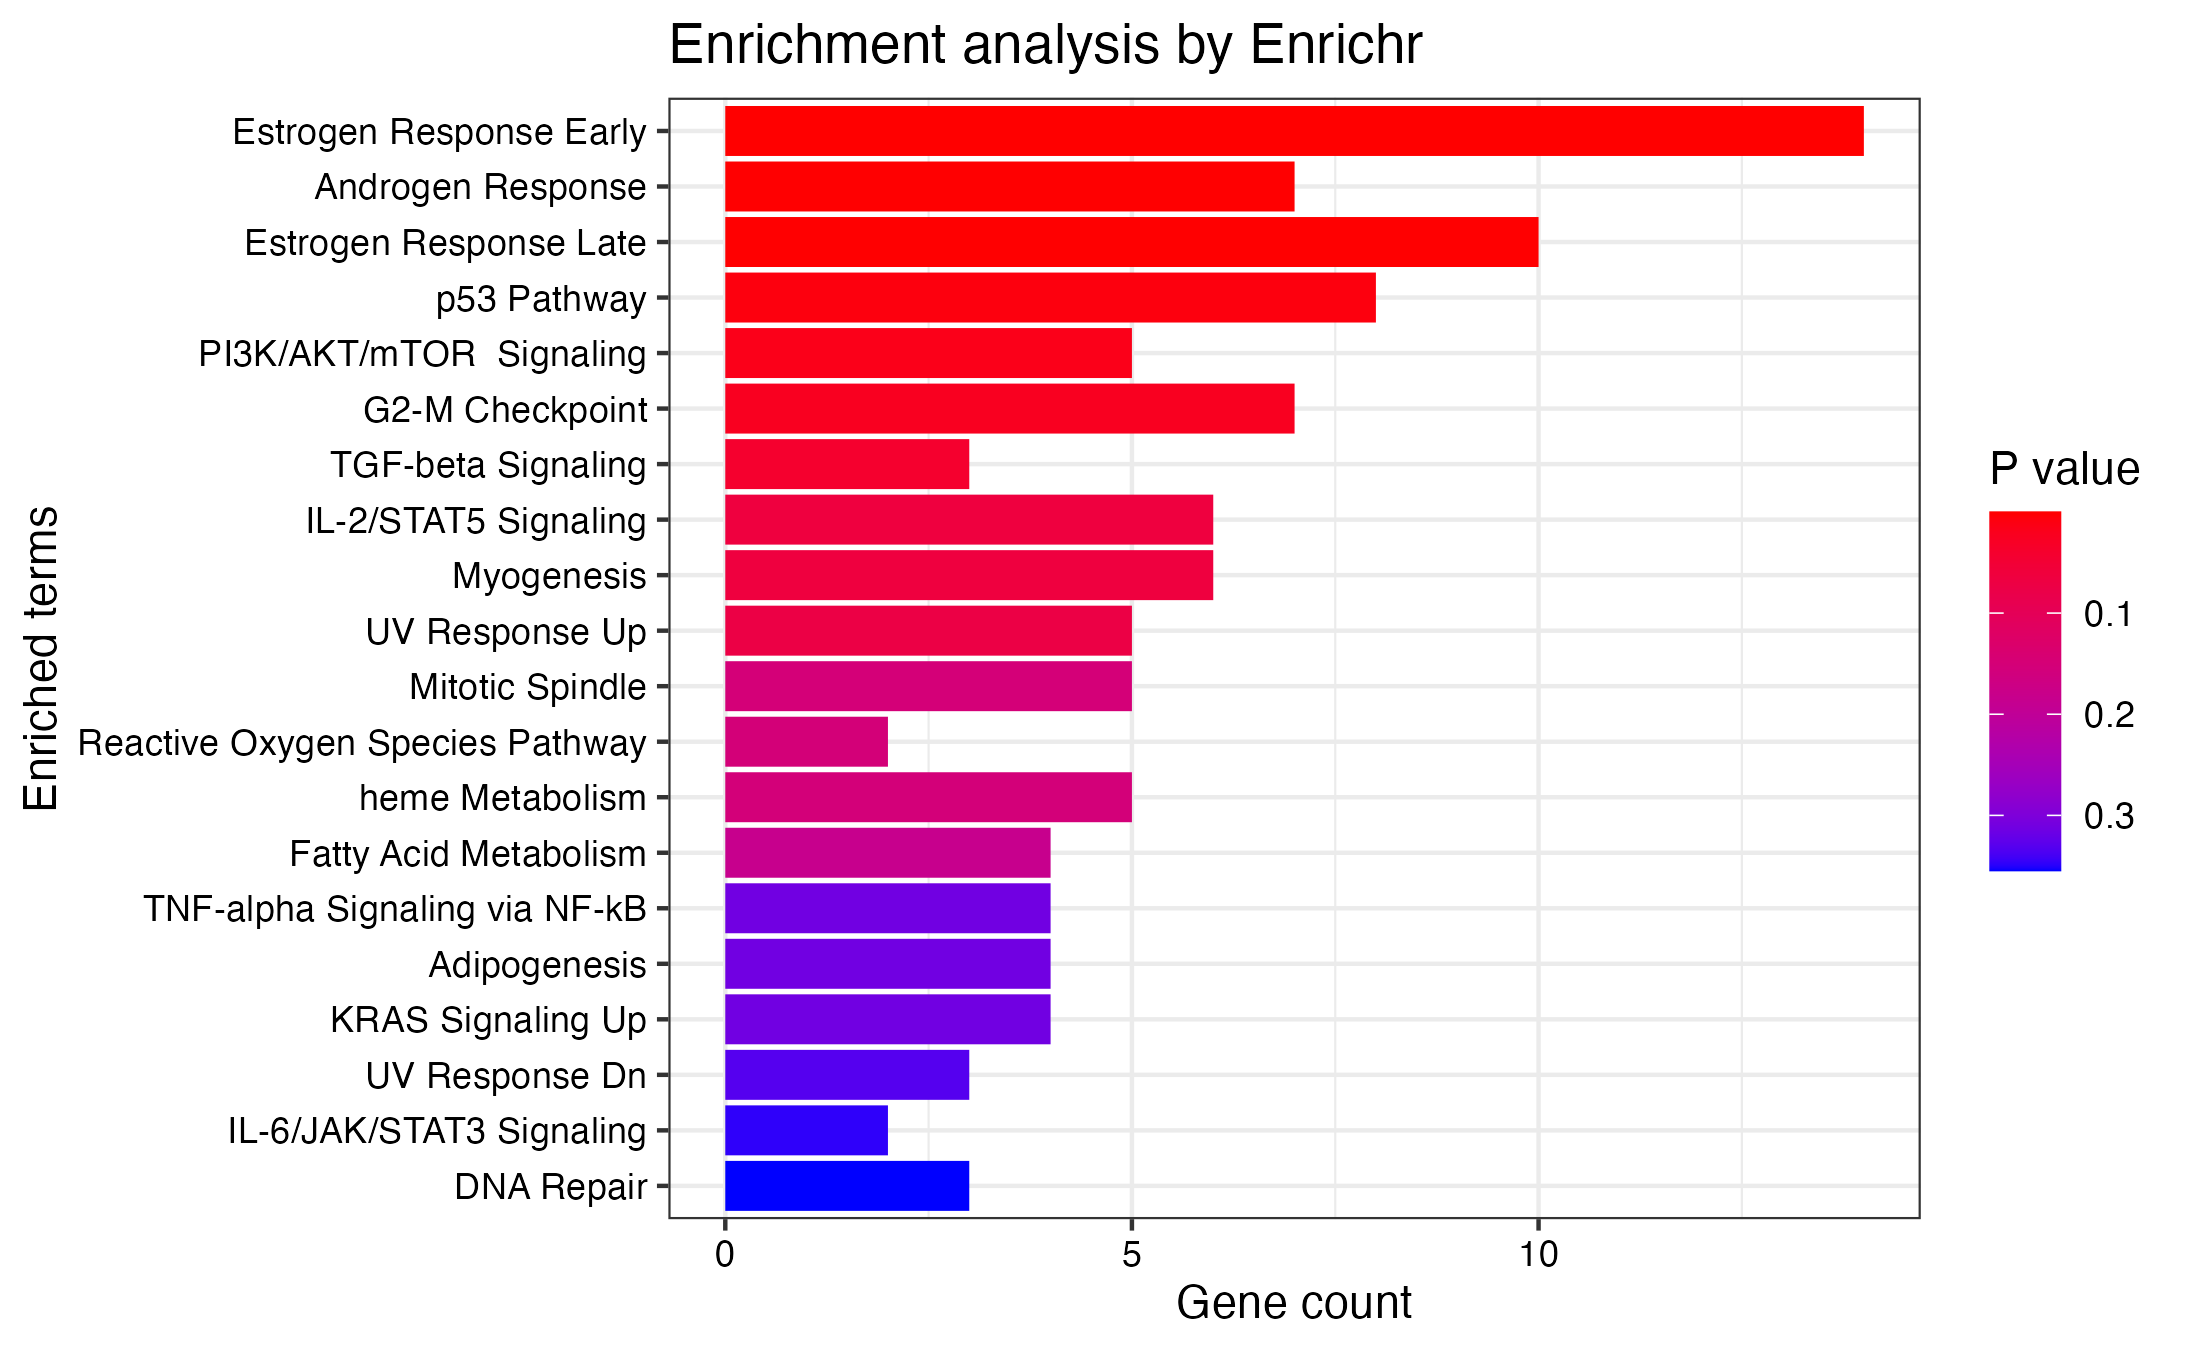 Enrichment analysis by Enrichr
Enriched terms
Estrogen Response Early
Androgen Response
Estrogen Response Late
p53 Pathway
PI3K/AKT/mTOR  Signaling
G2-M Checkpoint
TGF-beta Signaling
IL-2/STAT5 Signaling
Myogenesis
UV Response Up
Mitotic Spindle
Reactive Oxygen Species Pathway
heme Metabolism
Fatty Acid Metabolism
TNF-alpha Signaling via NF-kB
Adipogenesis
KRAS Signaling Up
UV Response Dn
IL-6/JAK/STAT3 Signaling
DNA Repair
0 5 10
Gene count
P value
0.1
0.2
0.3